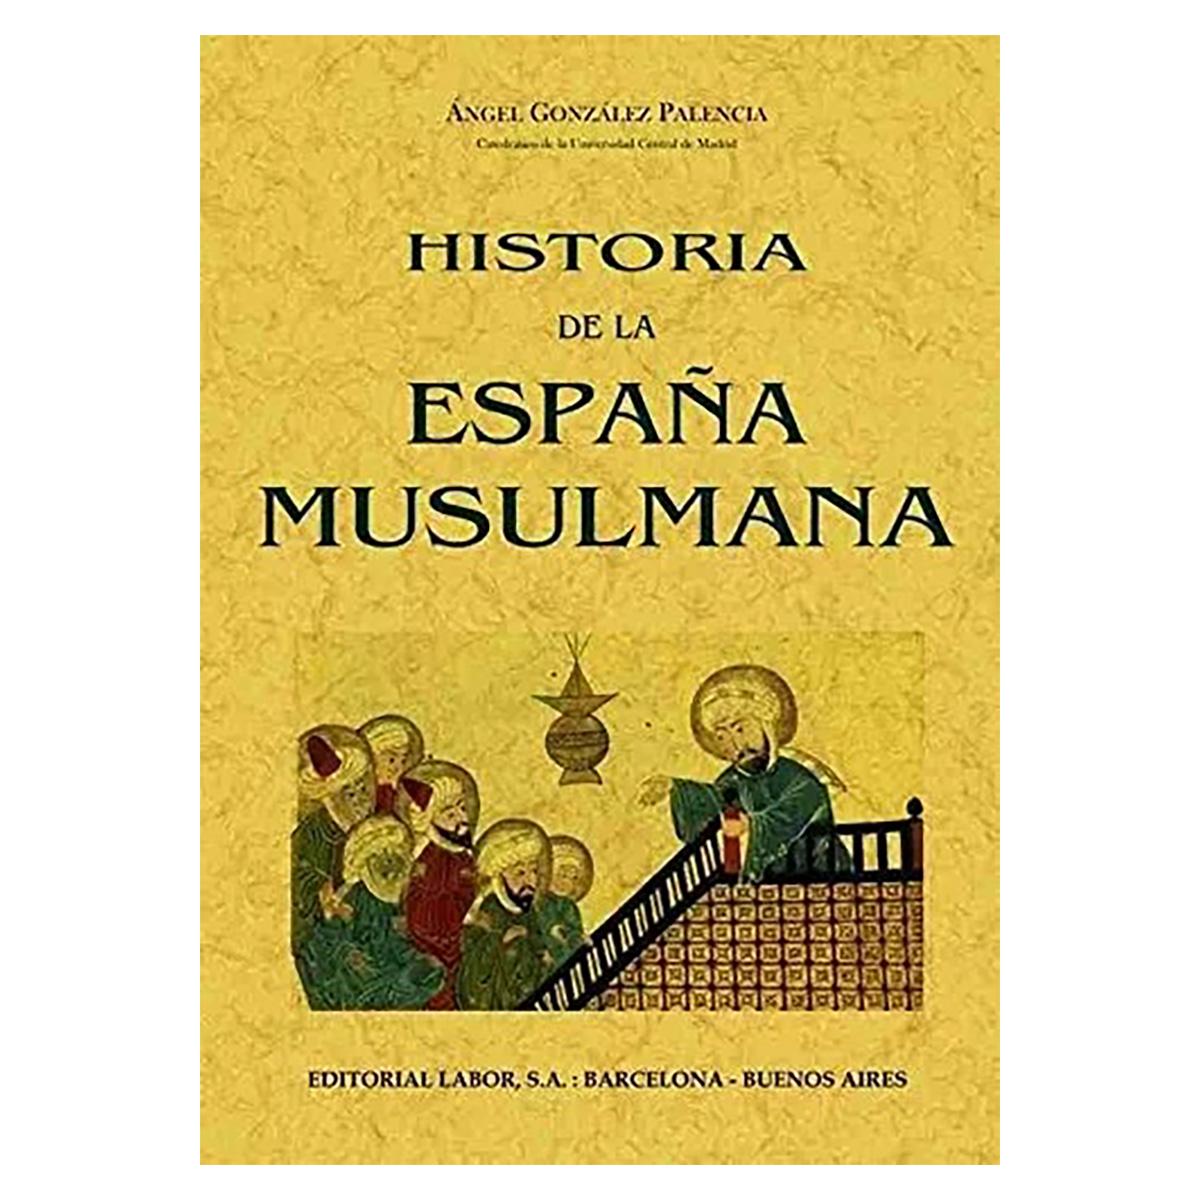 ÁNGEL GONZÁLEZ PALENCIA
Catedrático de la Universidad Central de Madrid
HISTORIA
DE LA
ESPAÑA
MUSULMANA
EDITORIAL LABOR, S.A. : BARCELONA - BUENOS AIRES